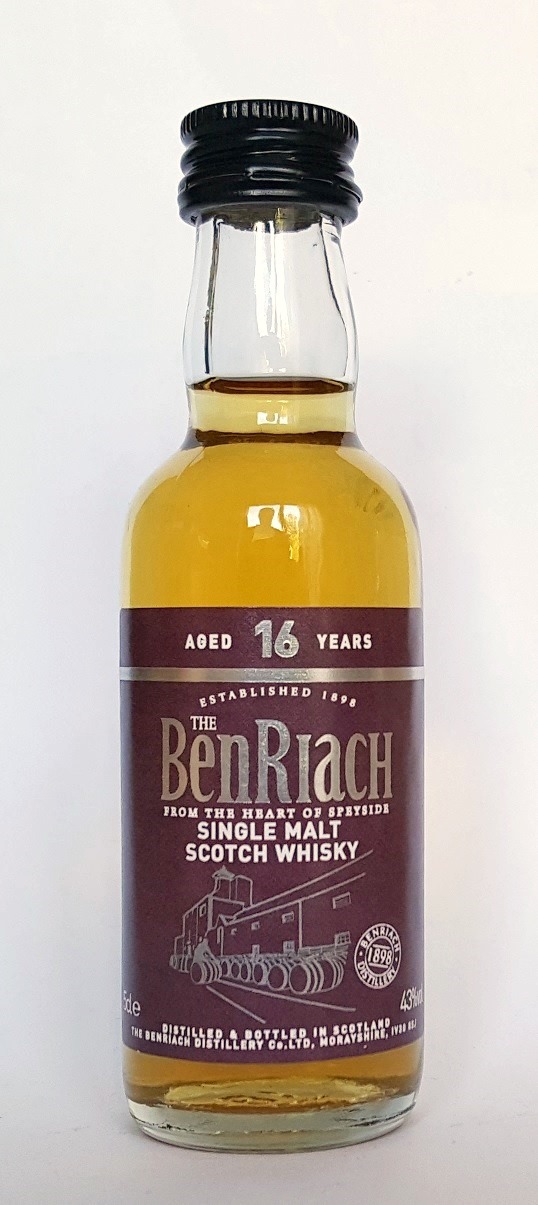 AGED 16 YEARS
ESTABLISHED 1898
THE
BENRIACH
FROM THE HEART OF SPEYSIDE
SINGLE MALT
SCOTCH WHISKY
BENRIACH
1898
DISTILLERY
5cl e
43%vol
DISTILLED & BOTTLED IN SCOTLAND
THE BENRIACH DISTILLERY Co.LTD, MORAYSHIRE, IV30 8SJ